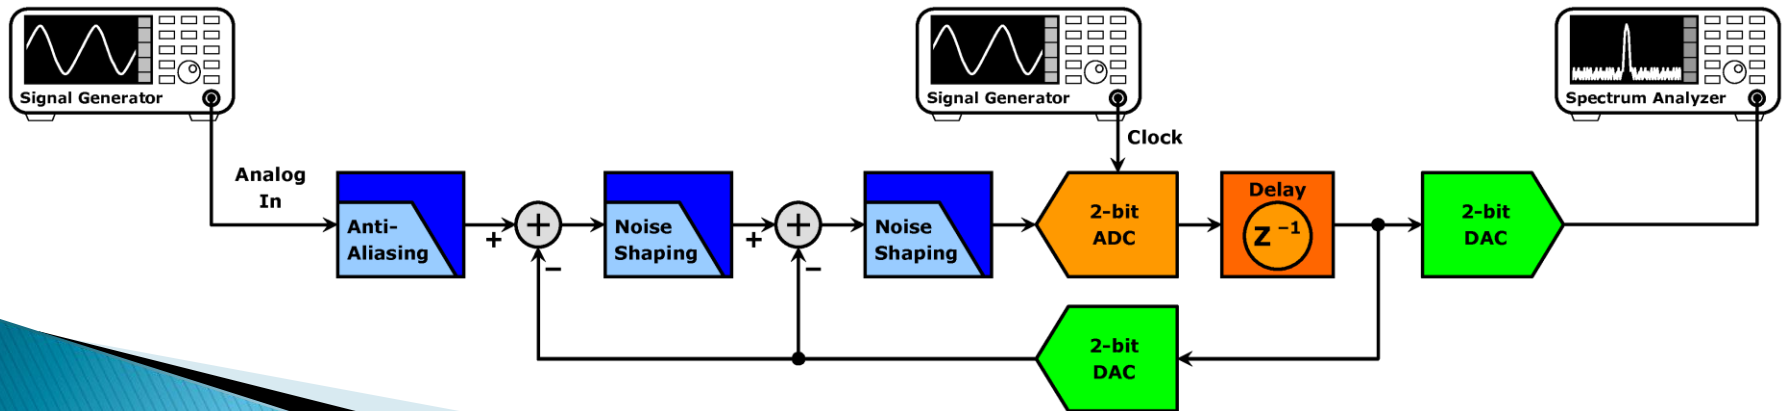 Signal Generator
Signal Generator
Spectrum Analyzer
Clock
Analog
In
Anti-
Aliasing
+
+
−
Noise
Shaping
+
+
−
Noise
Shaping
2-bit
ADC
Delay
z⁻¹
2-bit
DAC
2-bit
DAC